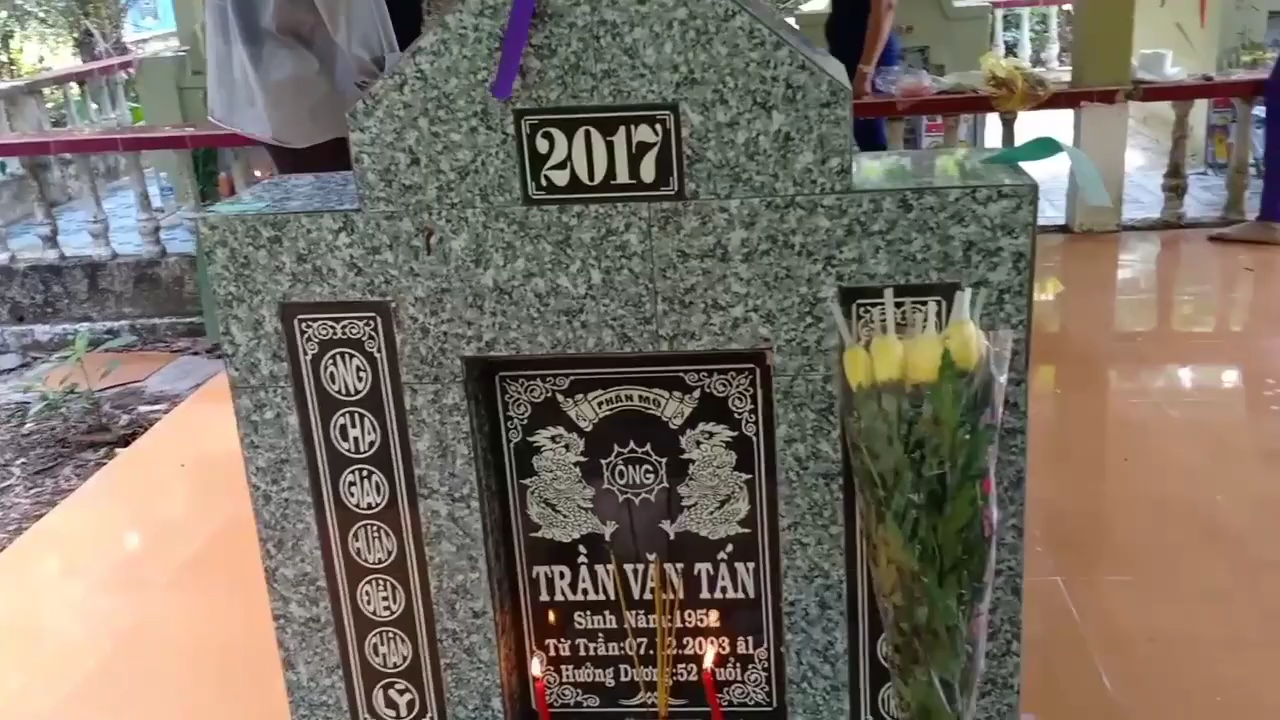 2017
ÔNG
CHA
GIÁO
HUẤN
ĐIỀU
CHÂN
LÝ
PHẦN MỘ
ÔNG
TRẦN VĂN TẤN
Sinh Năm:1952
Từ Trần:07.12.2003 âl
Hưởng Dương:52 Tuổi